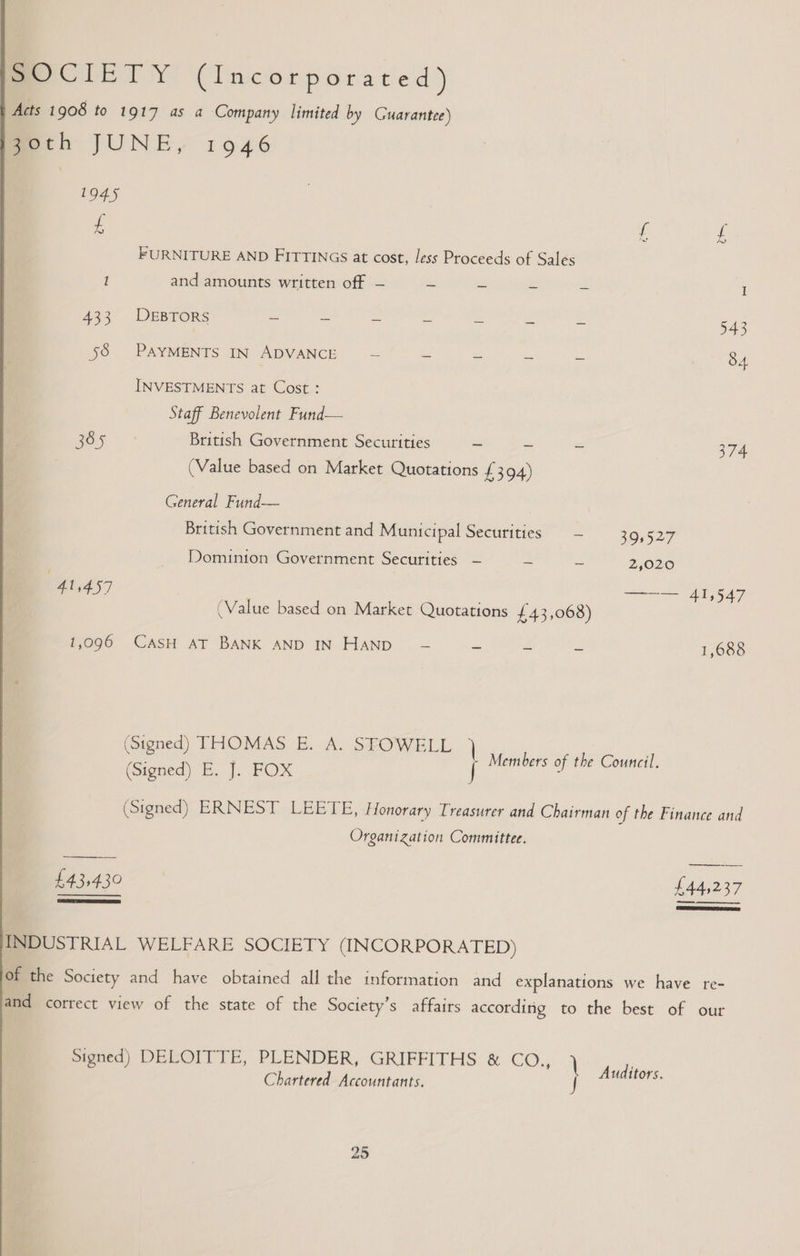 SOCIETY (Incorporated)
Acts 1908 to 1917 as a Company limited by Guarantee)
30th JUNE, 1946
1945
£ £ £
FURNITURE AND FITTINGS at cost, less Proceeds of Sales
1 and amounts written off – – – – – 1
433 DEBTORS – – – – – – – 543
58 PAYMENTS IN ADVANCE – – – – – 84
INVESTMENTS at Cost :
Staff Benevolent Fund—
385 British Government Securities – – – 374
(Value based on Market Quotations £394)
General Fund—
British Government and Municipal Securities – 39,527
Dominion Government Securities – – – 2,020
41,457 ——— 41,547
(Value based on Market Quotations £43,068)
1,096 CASH AT BANK AND IN HAND – – – – 1,688
(Signed) THOMAS E. A. STOWELL }
(Signed) E. J. FOX } Members of the Council.
(Signed) ERNEST LEETE, Honorary Treasurer and Chairman of the Finance and
Organization Committee.
£43,430 £44,237
INDUSTRIAL WELFARE SOCIETY (INCORPORATED)
of the Society and have obtained all the information and explanations we have re-
and correct view of the state of the Society's affairs according to the best of our
Signed) DELOITTE, PLENDER, GRIFFITHS & CO., }
Chartered Accountants. } Auditors.
25